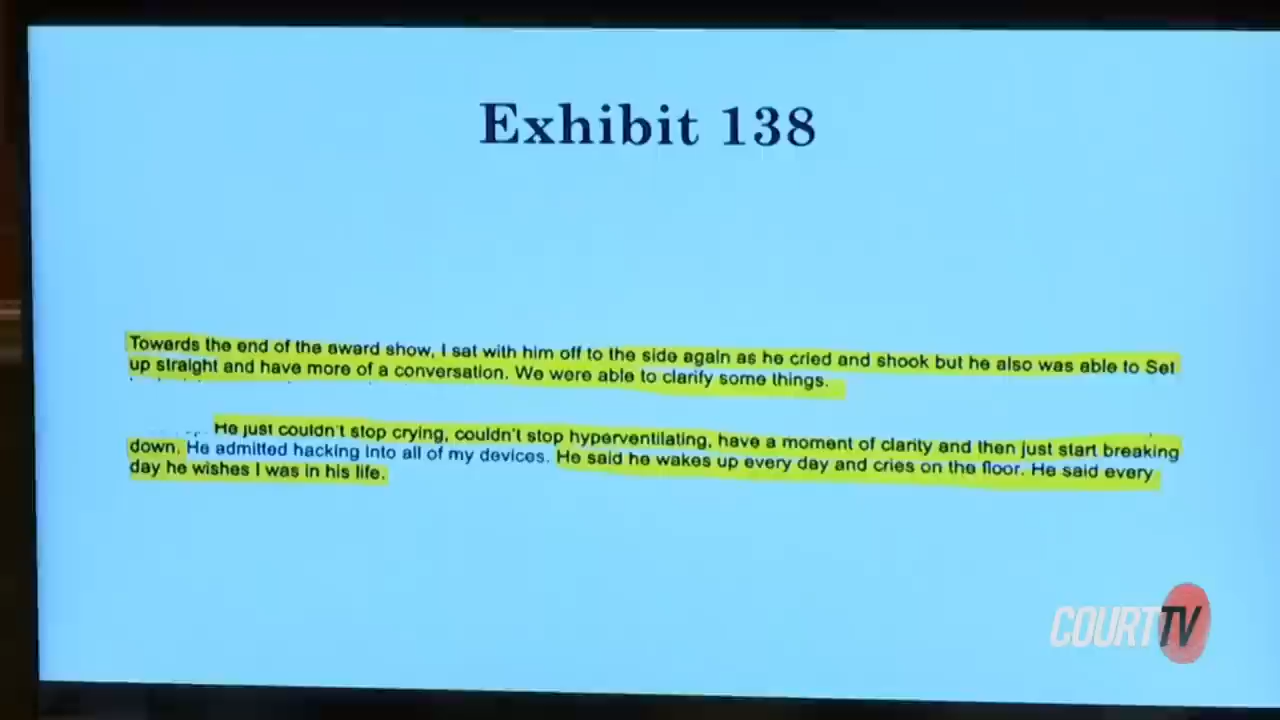 Exhibit 138
Towards the end of the award show, I sat with him off to the side again as he cried and shook but he also was able to Set
up straight and have more of a conversation. We were able to clarify some things.
He just couldn't stop crying, couldn't stop hyperventilating, have a moment of clarity and then just start breaking
down. He admitted hacking into all of my devices. He said he wakes up every day and cries on the floor. He said every
day he wishes I was in his life.
COURT TV